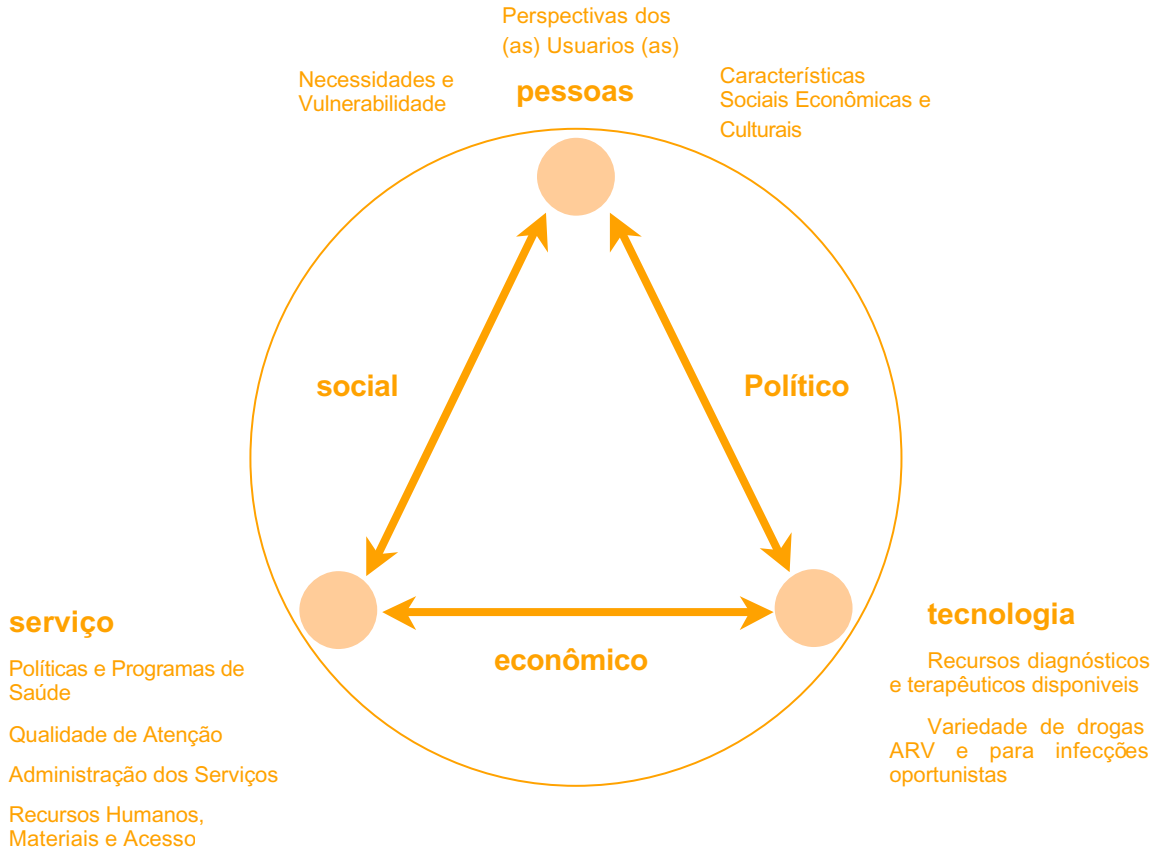 Perspectivas dos
(as) Usuarios (as)
Necessidades e
Vulnerabilidade
pessoas
Características
Sociais Econômicas e
Culturais
social
Político
econômico
serviço
Políticas e Programas de
Saúde
Qualidade de Atenção
Administração dos Serviços
Recursos Humanos,
Materiais e Acesso
tecnologia
Recursos diagnósticos
e terapêuticos disponiveis
Variedade de drogas
ARV e para infecções
oportunistas